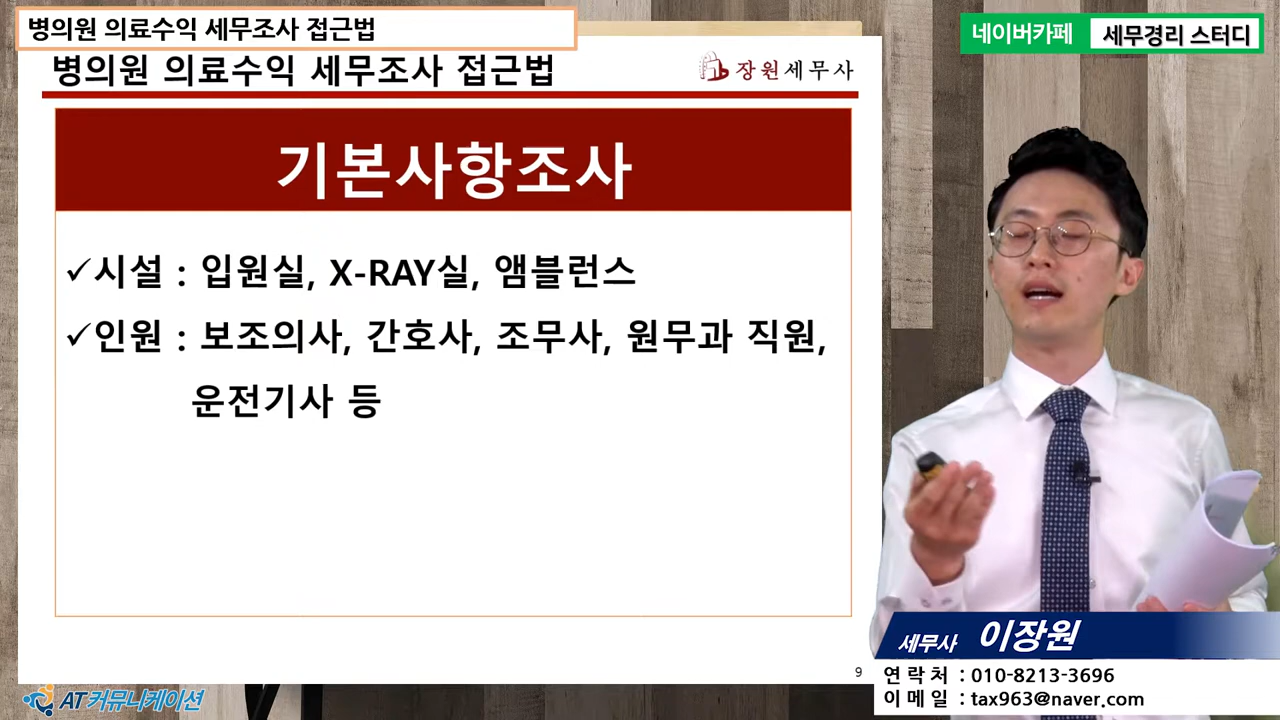 병의원 의료수익 세무조사 접근법
네이버카페 세무경리 스터디
병의원 의료수익 세무조사 접근법
장원세무사
기본사항조사
✓시설 : 입원실, X-RAY실, 앰블런스
✓인원 : 보조의사, 간호사, 조무사, 원무과 직원,
운전기사 등
세무사 이장원
9
연 락 처 : 010-8213-3696
이 메 일 : tax963@naver.com
AT커뮤니케이션